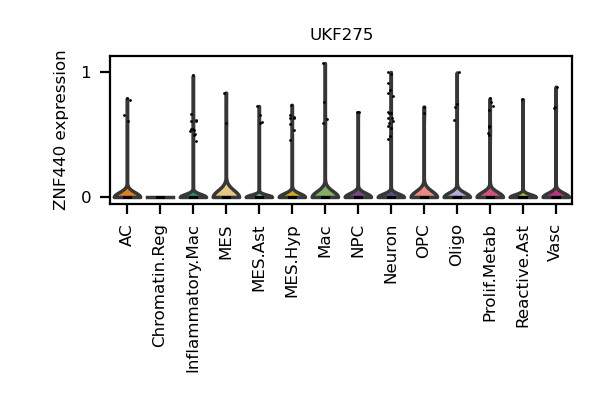 UKF275
ZNF440 expression
1
0
AC
Chromatin.Reg
Inflammatory.Mac
MES
MES.Ast
MES.Hyp
Mac
NPC
Neuron
OPC
Oligo
Prolif.Metab
Reactive.Ast
Vasc